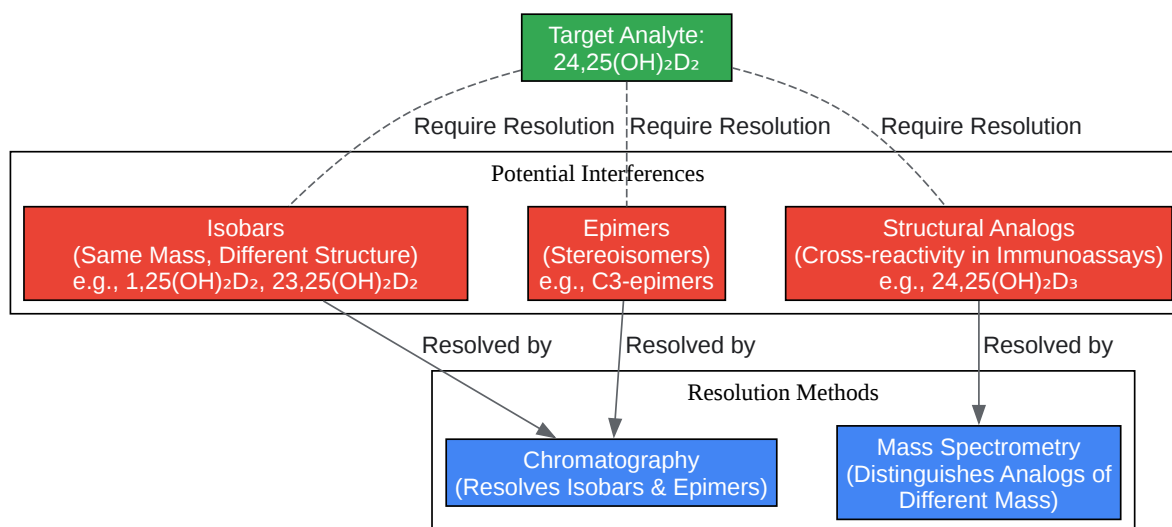 Target Analyte:
24,25(OH)₂D₂
Require Resolution
Require Resolution
Require Resolution
Potential Interferences
Isobars
(Same Mass, Different Structure)
e.g., 1,25(OH)₂D₂, 23,25(OH)₂D₂
Epimers
(Stereoisomers)
e.g., C3-epimers
Structural Analogs
(Cross-reactivity in Immunoassays)
e.g., 24,25(OH)₂D₃
Resolved by
Resolved by
Resolved by
Resolution Methods
Chromatography
(Resolves Isobars & Epimers)
Mass Spectrometry
(Distinguishes Analogs of
Different Mass)